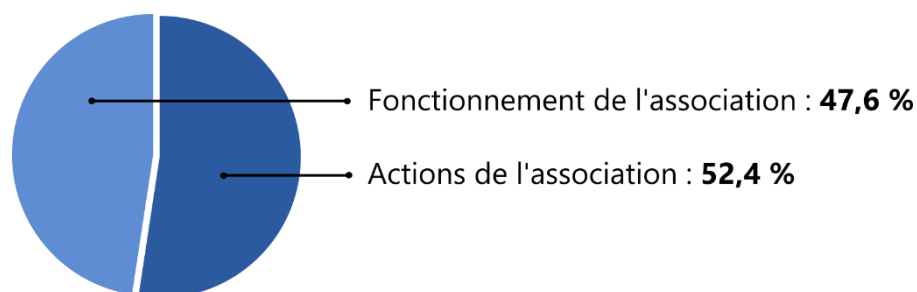 Fonctionnement de l'association : 47,6 %
Actions de l'association : 52,4 %